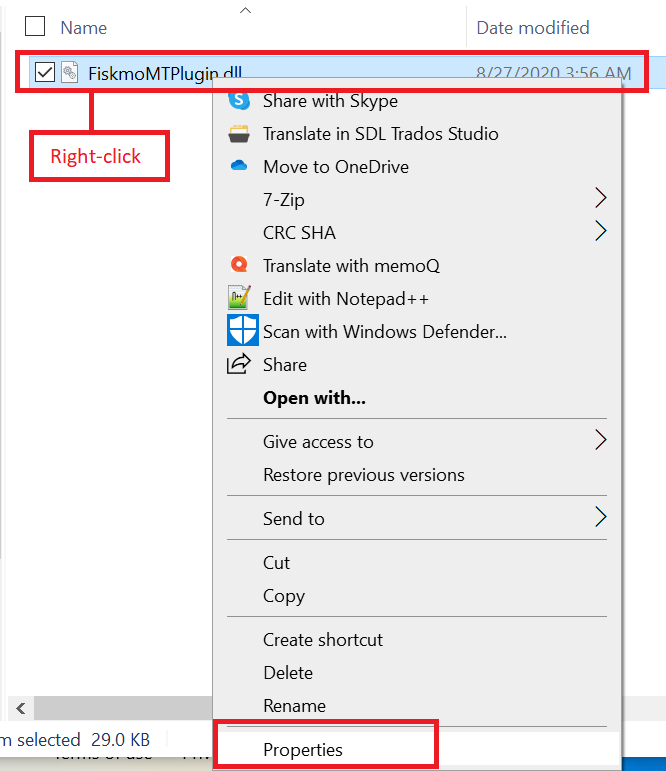 Name Date modified
FiskmoMTPlugin.dll 8/27/2020 3:56 AM
Share with Skype
Translate in SDL Trados Studio
Right-click
Move to OneDrive
7-Zip
CRC SHA
Translate with memoQ
Edit with Notepad++
Scan with Windows Defender...
Share
Open with...
Give access to
Restore previous versions
Send to
Cut
Copy
Create shortcut
Delete
Rename
m selected 29.0 KB
Properties